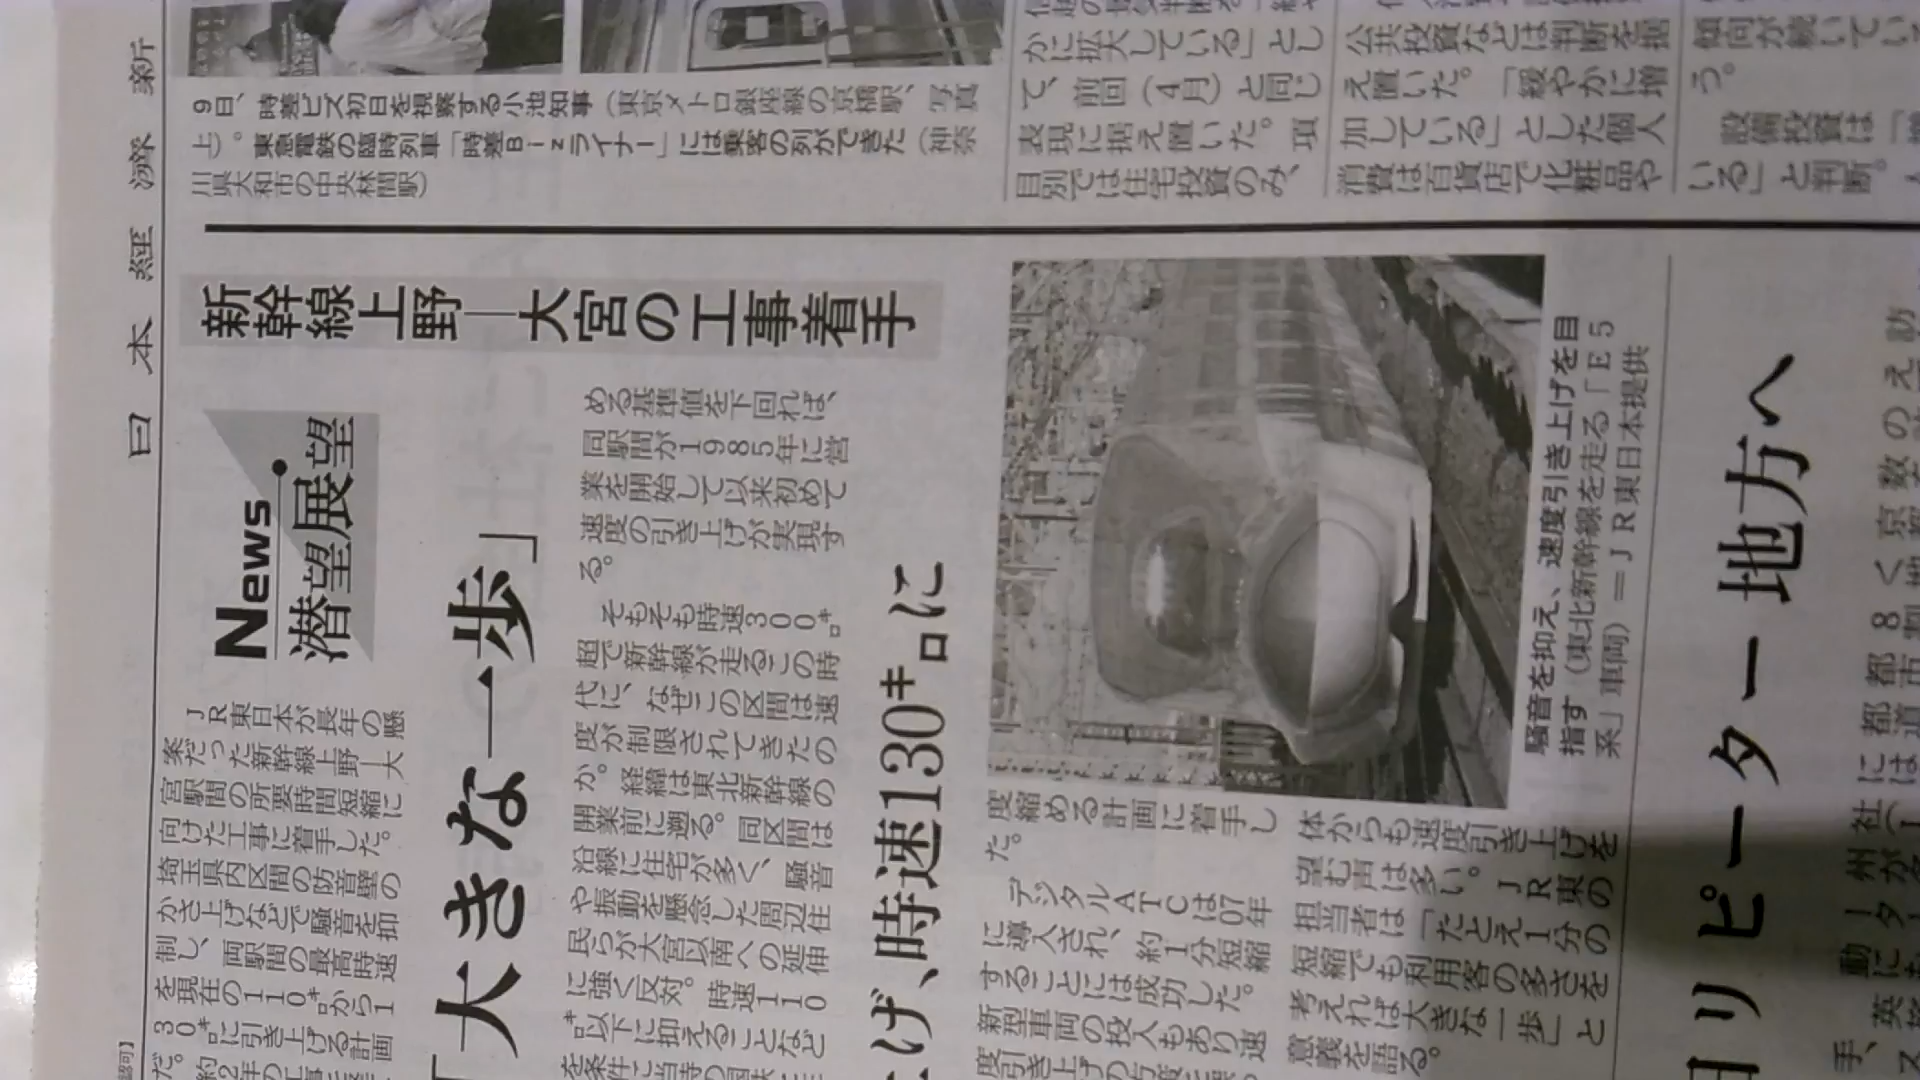 日本経済新
9日、時差ビズ初日を視察する小池知事（東京メトロ銀座線の京橋駅、写真
上）。東急電鉄の臨時列車「時差Bizライナー」には乗客の列ができた（神奈
川県大和市の中央林間駅）
かに拡大している」とし
て、前回（4月）と同じ
表現に据え置いた。項
目別では住宅投資のみ、
公共投資などは判断を据
え置いた。「緩やかに増
加している」とした個人
消費は百貨店で化粧品や
傾向が続いてい
う。
設備投資は「増
いる」と判断。
新幹線上野―大宮の工事着手
News
潜望展望
「大きな一歩」
げ、時速130㌔に
JR東日本が長年の懸
案だった新幹線上野―大
宮駅間の所要時間短縮に
向けた工事に着手した。
埼玉県内区間の防音壁の
かさ上げなどで騒音を抑
制し、両駅間の最高時速
を現在の110㌔から1
30㌔に引き上げる計画
だ。
める基準値を下回れば、
同駅間が1985年に営
業を開始して以来初めて
速度の引き上げが実現す
る。
そもそも時速300㌔
超で新幹線が走るこの時
代に、なぜこの区間は速
度が制限されてきたの
か。経緯は東北新幹線の
開業前に遡る。同区間は
沿線に住宅が多く、騒音
や振動を懸念した周辺住
民らが大宮以南への延伸
に強く反対。時速110
㌔以下に抑えることなど
騒音を抑え、速度引き上げを目
指す（東北新幹線を走る「E5
系」車両）＝JR東日本提供
度縮める計画に着手し
た。
デジタルATCは07年
に導入され、約1分短縮
することには成功した。
新型車両の投入もあり速
体からも速度引き上げを
望む声は多い。JR東の
担当者は「たとえ1分の
短縮でも利用客の多さを
考えれば大きな一歩」と
意義を語る。
日リピーター地方へ